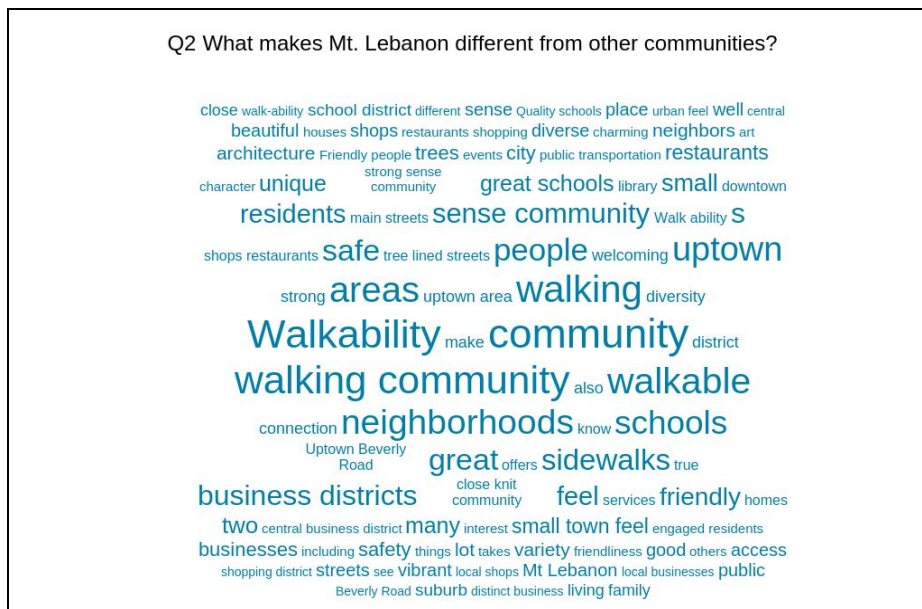 Q2 What makes Mt. Lebanon different from other communities?
close walk-ability school district different sense Quality schools place urban feel well central
beautiful houses shops restaurants shopping diverse charming neighbors art
architecture Friendly people trees events city public transportation restaurants
character unique strong sense community great schools library small downtown
residents main streets sense community Walk ability s
shops restaurants safe tree lined streets people welcoming uptown
strong areas uptown area walking diversity
Walkability make community district
walking community also walkable
connection neighborhoods know schools
Uptown Beverly Road great offers sidewalks true
business districts close knit community feel services friendly homes
two central business district many interest small town feel engaged residents
businesses including safety things lot takes variety friendliness good others access
shopping district streets see vibrant local shops Mt Lebanon local businesses public
Beverly Road suburb distinct business living family